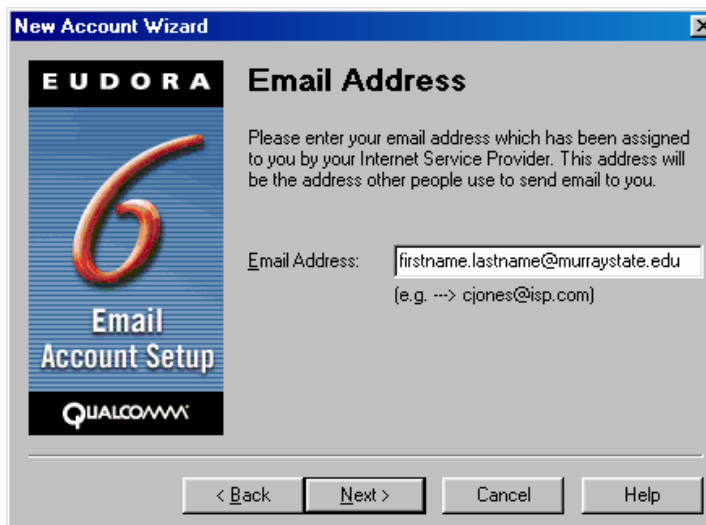 New Account Wizard
EUDORA
6
Email
Account Setup
QUALCOMM
Email Address
Please enter your email address which has been assigned
to you by your Internet Service Provider. This address will
be the address other people use to send email to you.
Email Address: firstname.lastname@murraystate.edu
(e.g. ---> cjones@isp.com)
< Back Next > Cancel Help